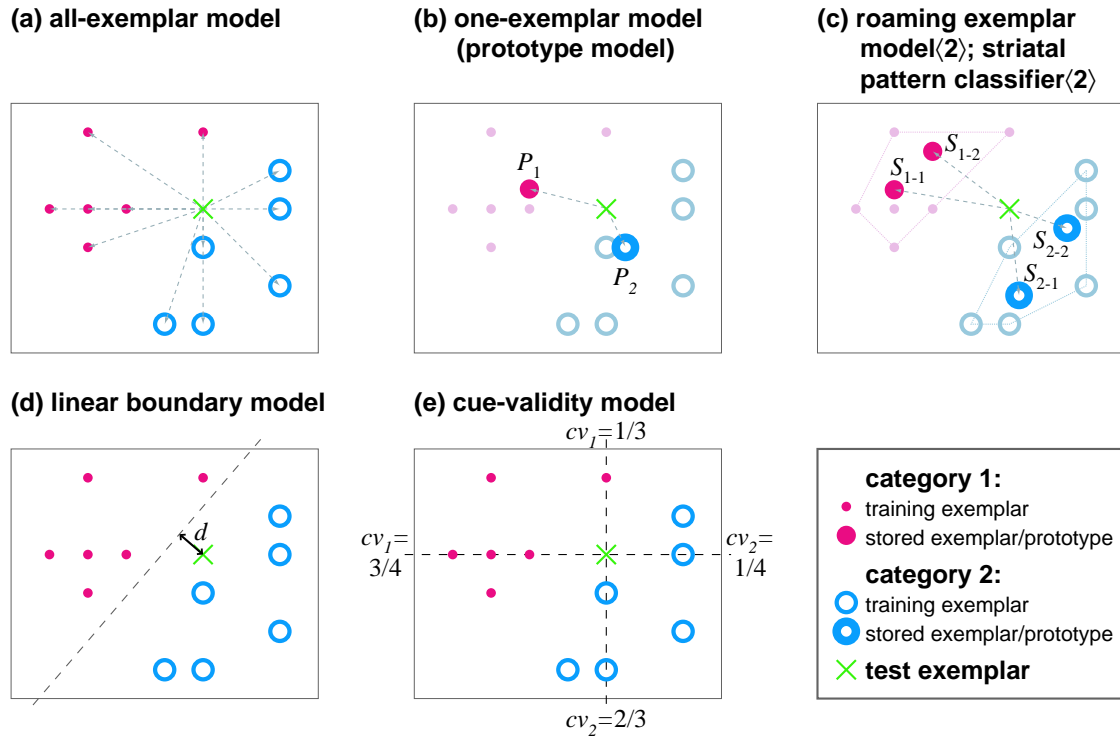 (a) all-exemplar model
(b) one-exemplar model
(prototype model)
(c) roaming exemplar
model⟨2⟩; striatal
pattern classifier⟨2⟩
P1
P2
S1-2
S1-1
S2-2
S2-1
(d) linear boundary model
d
(e) cue-validity model
cv1=1/3
cv1=
3/4
cv2=
1/4
cv2=2/3
category 1:
training exemplar
stored exemplar/prototype
category 2:
training exemplar
stored exemplar/prototype
test exemplar